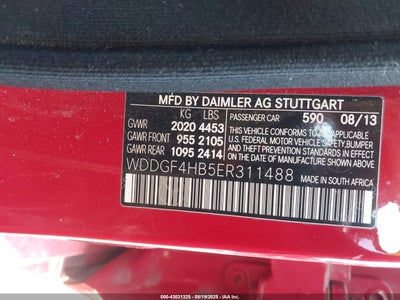 MFD BY DAIMLER AG STUTTGART
KG LBS PASSENGER CAR 590 08/13
GVWR 2020 4453
GAWR FRONT 955 2105
GAWR REAR 1095 2414
THIS VEHICLE CONFORMS TO ALL
APPLICABLE U.S. FEDERAL
MOTOR VEHICLE SAFETY, BUMPER
AND THEFT PREVENTION
STANDARDS IN EFFECT ON THE
DATE OF MANUFACTURE
SHOWN ABOVE.
WDDGF4HB5ER311488
MADE IN SOUTH AFRICA
000-43031325 - 08/19/2025 - IAAI.COM